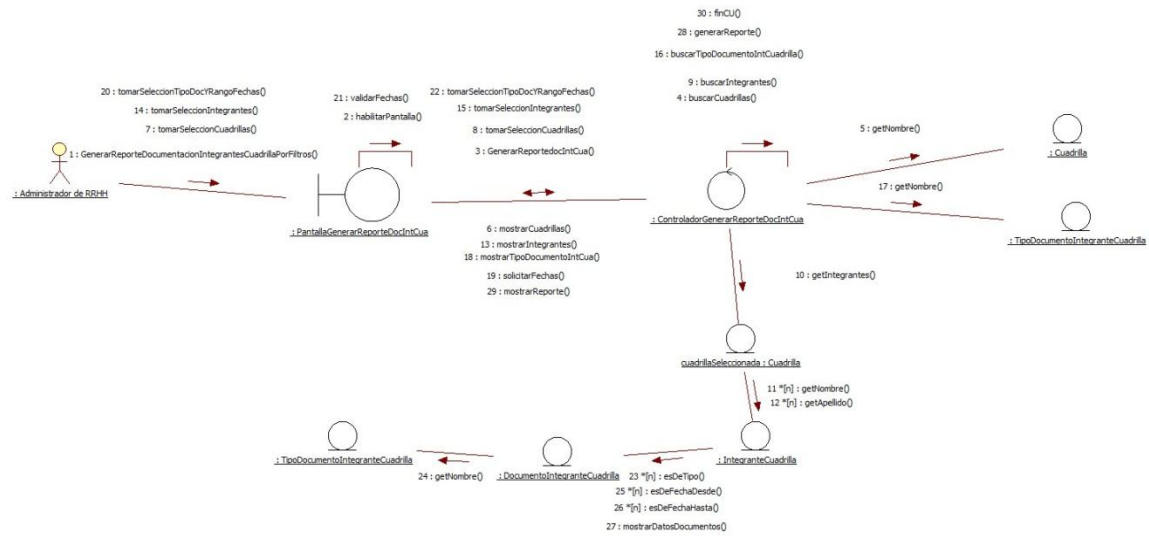 30 : finCU()
28 : generarReporte()
16 : buscarTipoDocumentoIntCuadrilla()
9 : buscarIntegrantes()
4 : buscarCuadrillas()
20 : tomarSeleccionTipoDocYRangoFechas()
14 : tomarSeleccionIntegrantes()
7 : tomarSeleccionCuadrillas()
1 : GenerarReporteDocumentacionIntegrantesCuadrillaPorFiltros()
21 : validarFechas()
2 : habilitarPantalla()
22 : tomarSeleccionTipoDocYRangoFechas()
15 : tomarSeleccionIntegrantes()
8 : tomarSeleccionCuadrillas()
3 : GenerarReportedocIntCua()
5 : getNombre()
: Cuadrilla
17 : getNombre()
: Administrador de RRHH
: PantallaGenerarReporteDocIntCua
: ControladorGenerarReporteDocIntCua
: TipoDocumentoIntegranteCuadrilla
6 : mostrarCuadrillas()
13 : mostrarIntegrantes()
18 : mostrarTipoDocumentoIntCua()
19 : solicitarFechas()
29 : mostrarReporte()
10 : getIntegrantes()
cuadrillaSeleccionada : Cuadrilla
11 *[n] : getNombre()
12 *[n] : getApellido()
: TipoDocumentoIntegranteCuadrilla
24 : getNombre()
: DocumentoIntegranteCuadrilla
: IntegranteCuadrilla
23 *[n] : esDeTipo()
25 *[n] : esDeFechaDesde()
26 *[n] : esDeFechaHasta()
27 : mostrarDatosDocumentos()